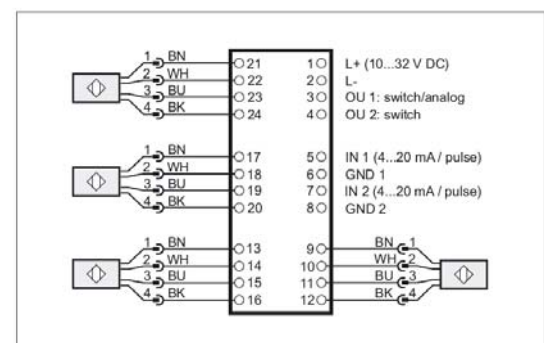 1 BN 21 1 L+ (10...32 V DC)
2 WH 22 2 L-
3 BU 23 3 OU 1: switch/analog
4 BK 24 4 OU 2: switch
1 BN 17 5 IN 1 (4...20 mA / pulse)
2 WH 18 6 GND 1
3 BU 19 7 IN 2 (4...20 mA / pulse)
4 BK 20 8 GND 2
1 BN 13 9 BN 1
2 WH 14 10 WH 2
3 BU 15 11 BU 3
4 BK 16 12 BK 4